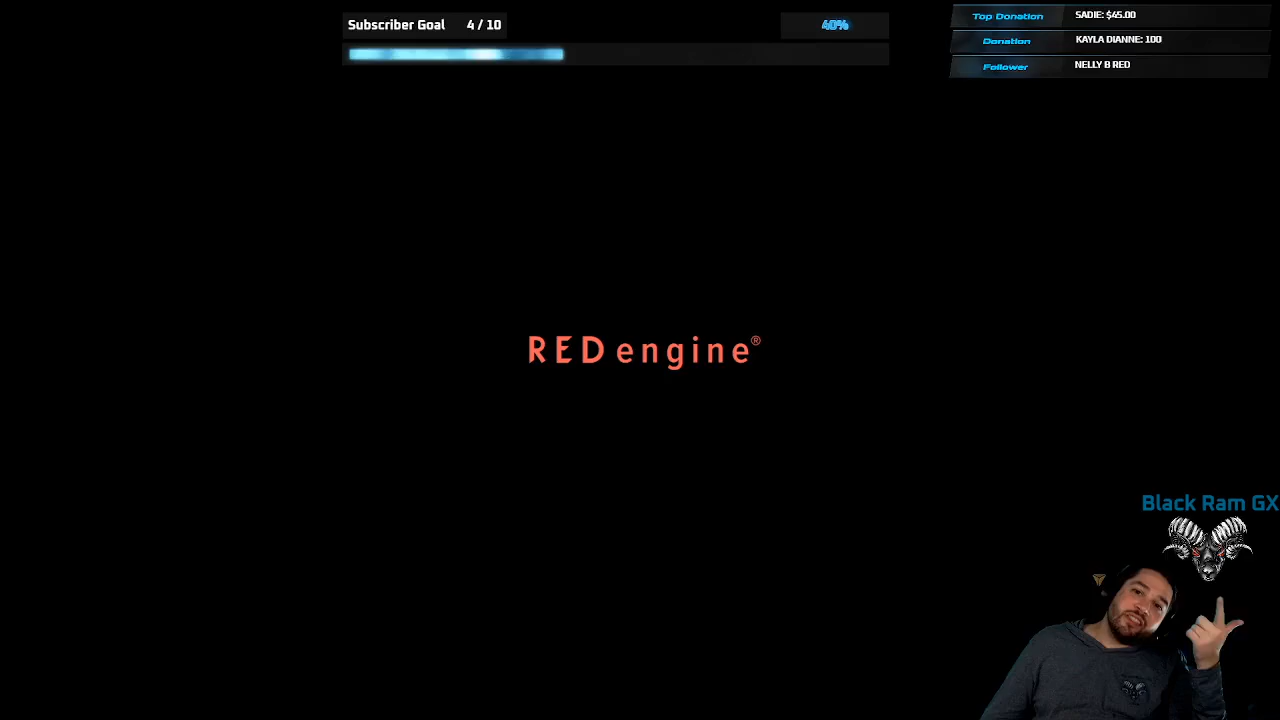 Subscriber Goal 4 / 10
40%
Top Donation SADIE: $45.00
Donation KAYLA DIANNE: 100
Follower NELLY B RED
RED engine®
Black Ram GX